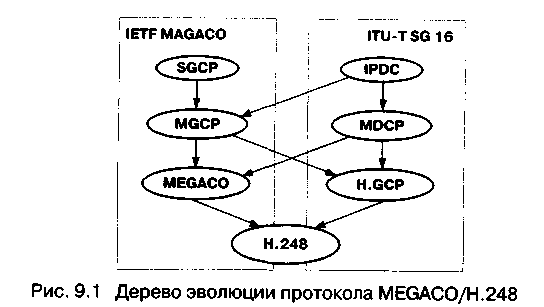 IETF MAGACO
ITU-T SG 16
SGCP
IPDC
MGCP
MDCP
MEGACO
H.GCP
H.248
Рис. 9.1 Дерево эволюции протокола MEGACO/H.248